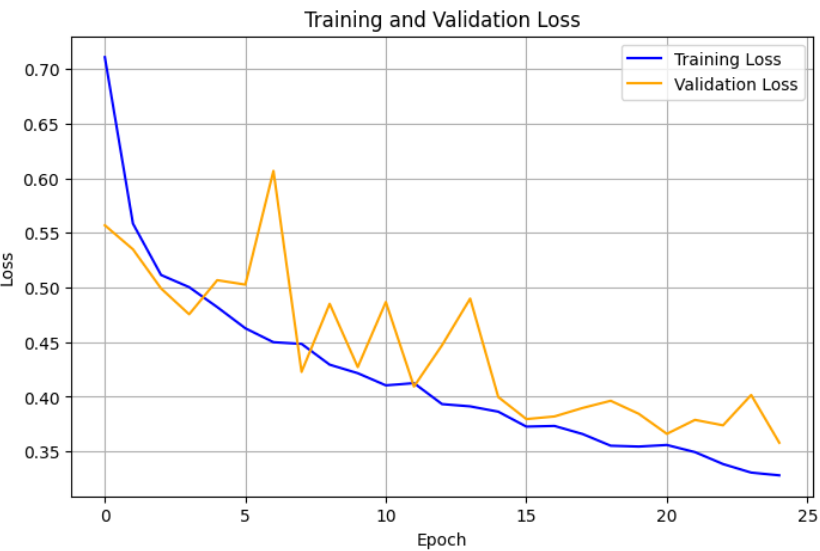 Training and Validation Loss
Training Loss
Validation Loss
0.70
0.65
0.60
0.55
0.50
0.45
0.40
0.35
Loss
0 5 10 15 20 25
Epoch